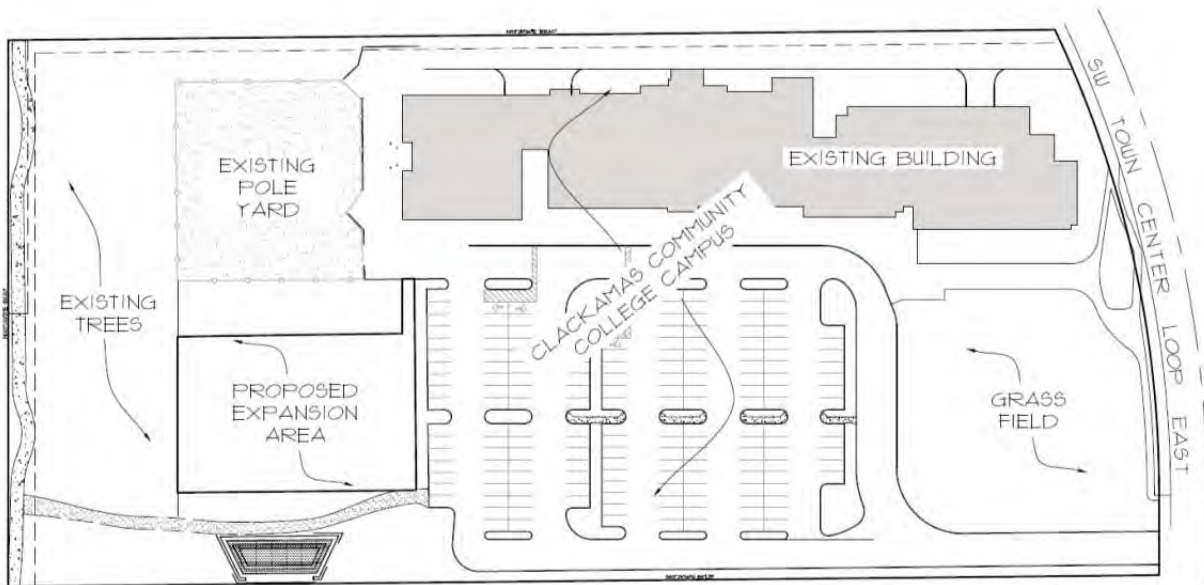 EXISTING
POLE
YARD
EXISTING BUILDING
CLACKAMAS COMMUNITY
COLLEGE CAMPUS
SW TOWN CENTER LOOP EAST
EXISTING
TREES
PROPOSED
EXPANSION
AREA
GRASS
FIELD